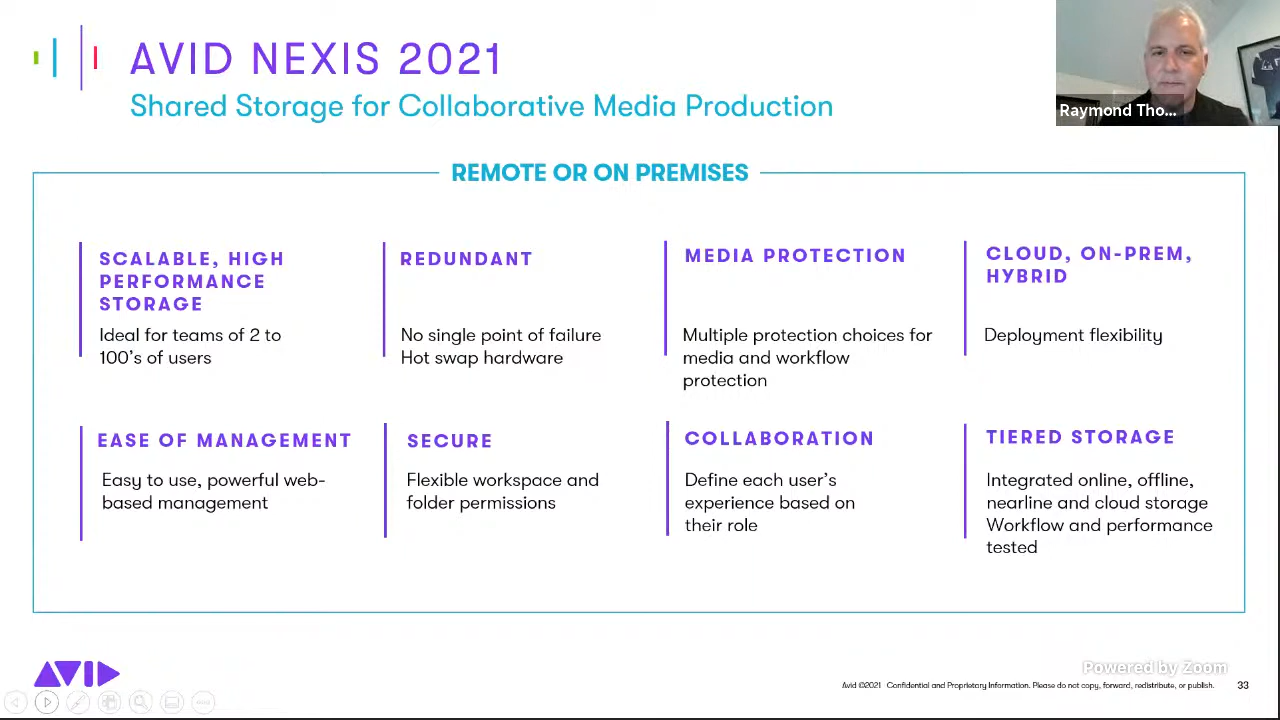 AVID NEXIS 2021
Shared Storage for Collaborative Media Production
Raymond Tho...
REMOTE OR ON PREMISES
SCALABLE, HIGH
PERFORMANCE
STORAGE
Ideal for teams of 2 to
100's of users
REDUNDANT
No single point of failure
Hot swap hardware
MEDIA PROTECTION
Multiple protection choices for
media and workflow
protection
CLOUD, ON-PREM,
HYBRID
Deployment flexibility
EASE OF MANAGEMENT
Easy to use, powerful web-
based management
SECURE
Flexible workspace and
folder permissions
COLLABORATION
Define each user's
experience based on
their role
TIERED STORAGE
Integrated online, offline,
nearline and cloud storage
Workflow and performance
tested
AVID
Powered by Zoom
Avid ©2021 Confidential and Proprietary Information. Please do not copy, forward, redistribute, or publish.
33